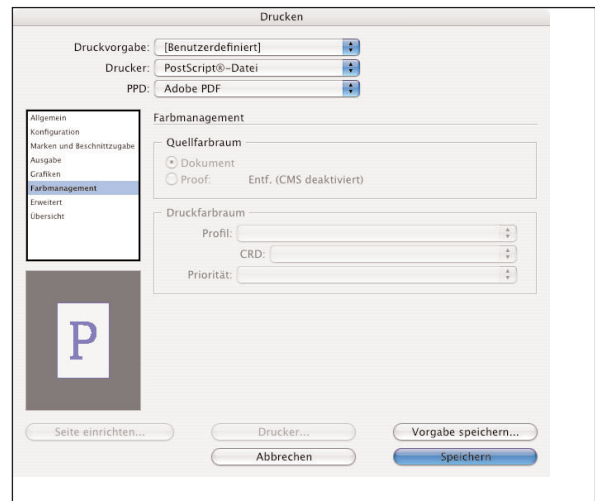 Drucken
Druckvorgabe: [Benutzerdefiniert]
Drucker: PostScript®-Datei
PPD: Adobe PDF
Allgemein
Konfiguration
Marken und Beschnittzugabe
Ausgabe
Grafiken
Farbmanagement
Erweitert
Übersicht
Farbmanagement
Quellfarbraum
Dokument
Proof: Entf. (CMS deaktiviert)
Druckfarbraum
Profil:
CRD:
Priorität:
P
Seite einrichten... Drucker... Vorgabe speichern...
Abbrechen Speichern